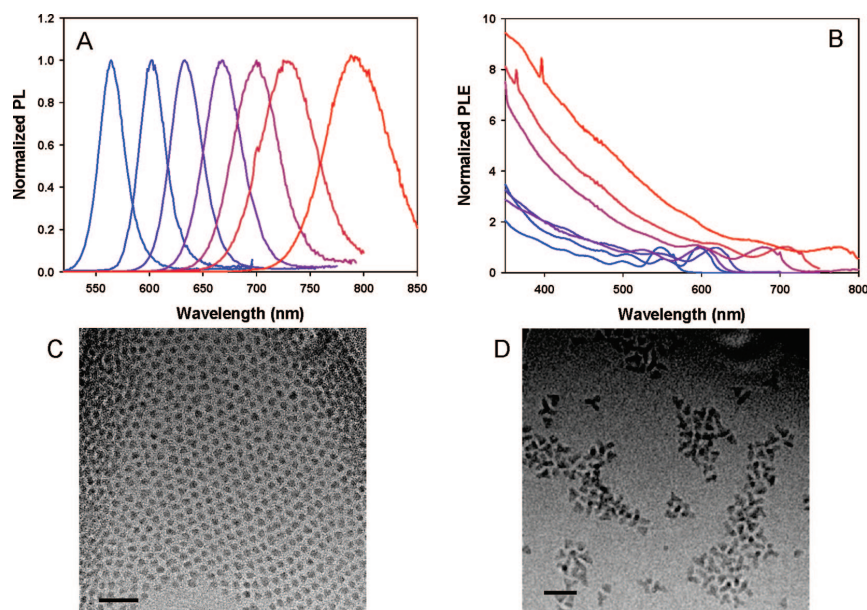 A
Normalized PL
1.2
1.0
0.8
0.6
0.4
0.2
0.0
550 600 650 700 750 800 850
Wavelength (nm)
B
Normalized PLE
10
8
6
4
2
0
400 500 600 700 800
Wavelength (nm)
C
D